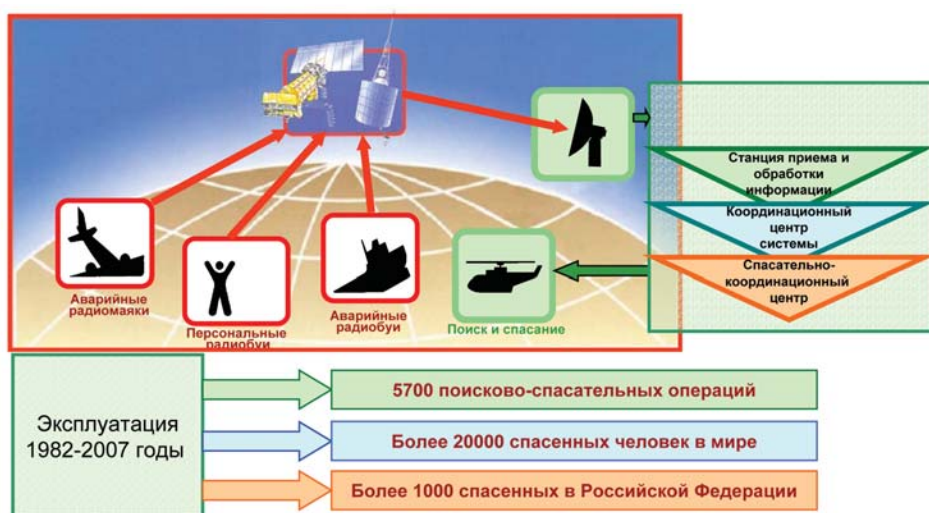 Станция приема и
обработки
информации
Координационный
центр
системы
Спасательно-
координационный
центр
Аварийные
радиомаяки
Персональные
радиобуи
Аварийные
радиобуи
Поиск и спасание
Эксплуатация
1982-2007 годы
5700 поисково-спасательных операций
Более 20000 спасенных человек в мире
Более 1000 спасенных в Российской Федерации